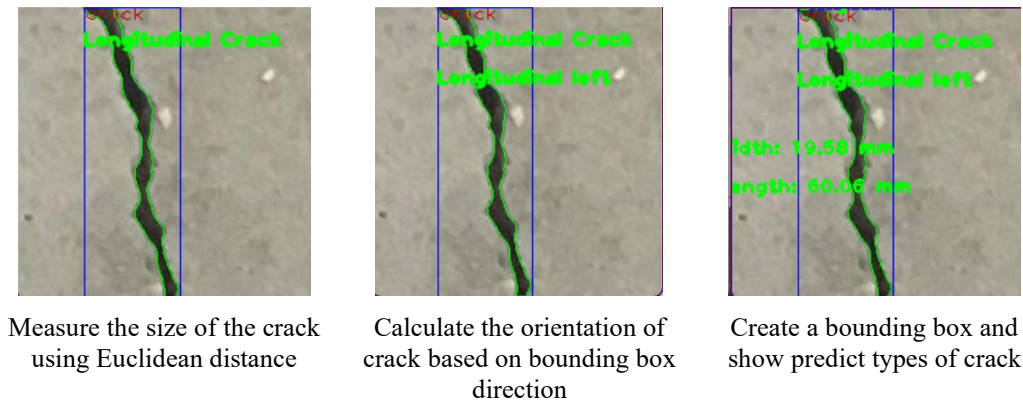 crack
Longitudinal Crack
crack
Longitudinal Crack
Longitudinal left
crack
Longitudinal Crack
Longitudinal left
idth: 19.58 mm
ength: 60.06 mm
Measure the size of the crack
using Euclidean distance
Calculate the orientation of
crack based on bounding box
direction
Create a bounding box and
show predict types of crack